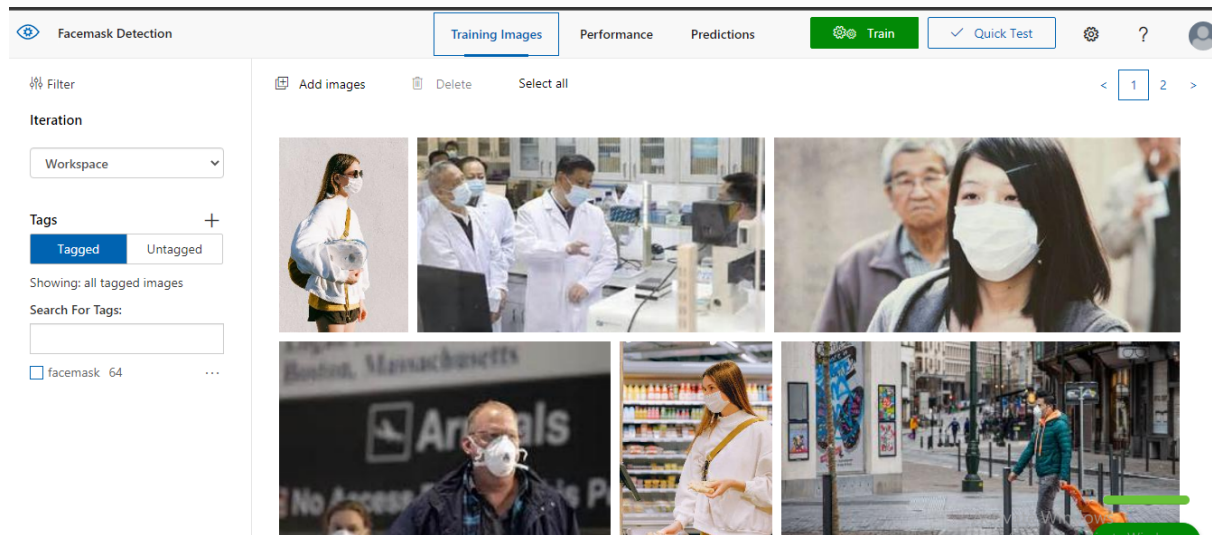 Facemask Detection
Training Images
Performance
Predictions
Train
Quick Test
?
Filter
Add images
Delete
Select all
< 1 2 >
Iteration
Workspace
Tags +
Tagged
Untagged
Showing: all tagged images
Search For Tags:
facemask 64
...
Boston, Massachusetts
Arrivals
No Access